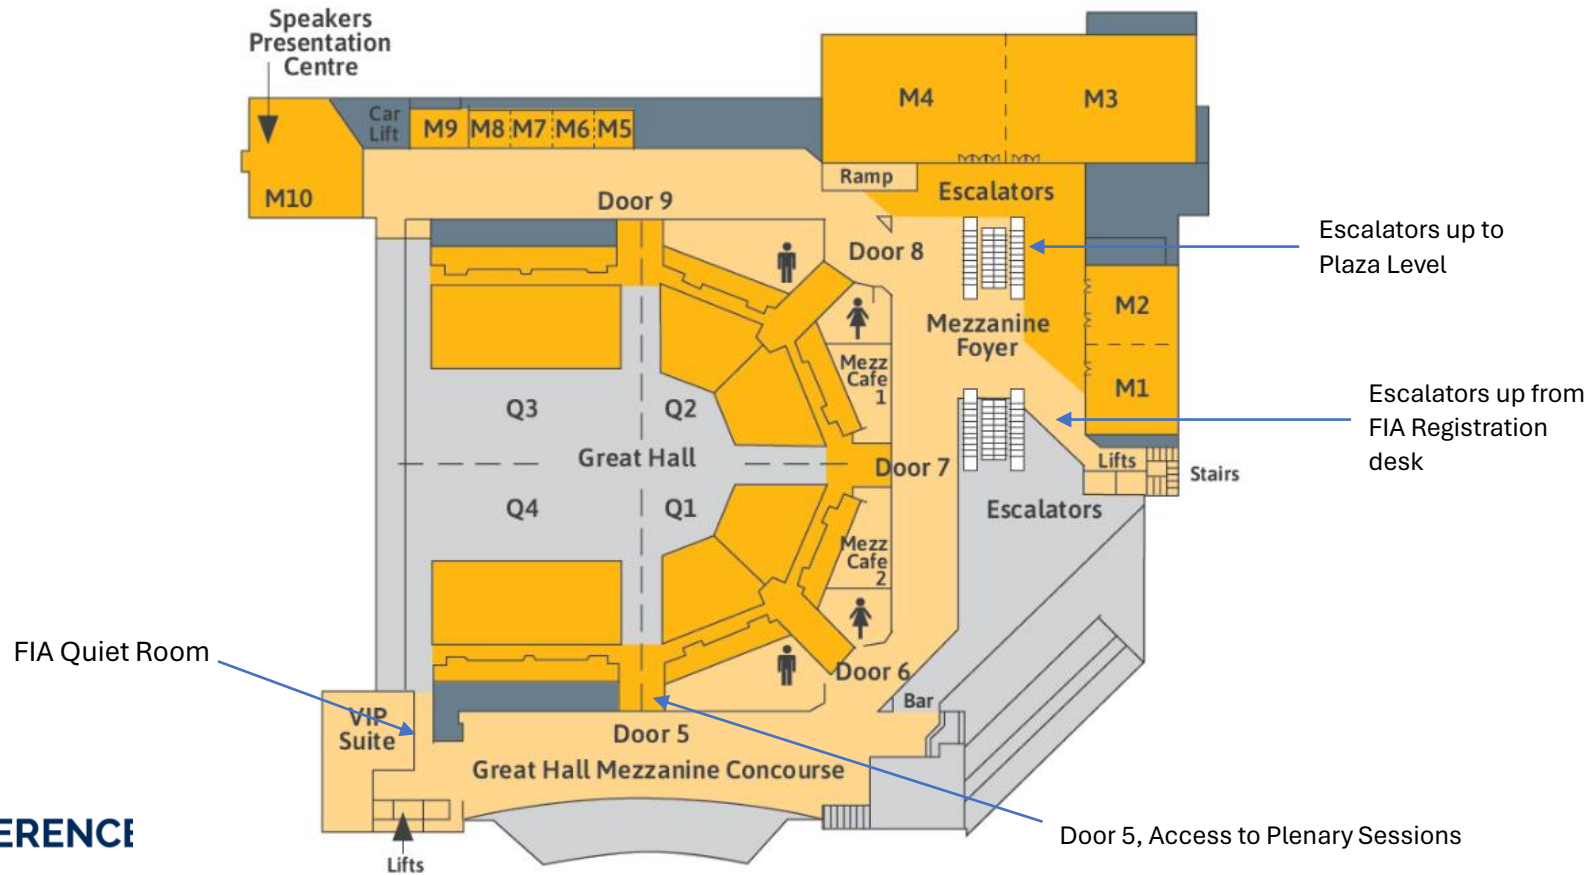 Speakers
Presentation
Centre
Car
Lift
M9
M8
M7
M6
M5
M4
M3
M10
Ramp
Escalators
Door 9
Door 8
Escalators up to
Plaza Level
M2
Mezzanine
Foyer
Mezz
Cafe
1
M1
Escalators up from
FIA Registration
desk
Q3
Q2
Great Hall
Door 7
Lifts
Stairs
Q4
Q1
Escalators
Mezz
Cafe
2
FIA Quiet Room
Door 6
Bar
VIP
Suite
Door 5
Great Hall Mezzanine Concourse
ERENCE
Door 5, Access to Plenary Sessions
Lifts